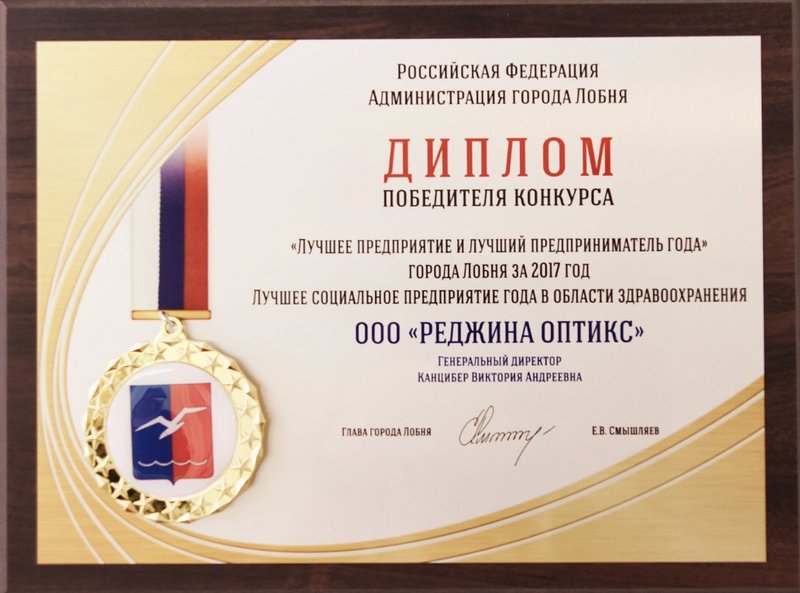 Российская Федерация
Администрация города Лобня
ДИПЛОМ
ПОБЕДИТЕЛЯ КОНКУРСА
«Лучшее предприятие и лучший предприниматель года»
города Лобня за 2017 год
Лучшее социальное предприятие года в области здравоохранения
ООО «РЕДЖИНА ОПТИКС»
Генеральный директор
Канцибер Виктория Андреевна
Глава города Лобня Е.В. Смышляев